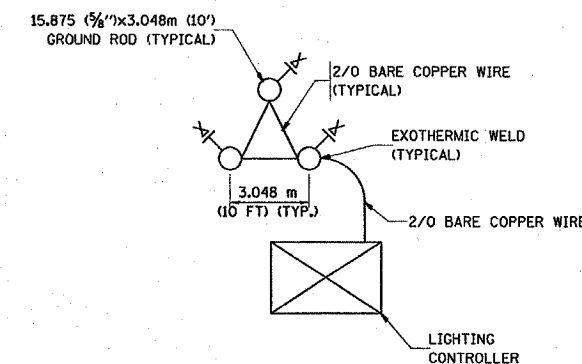 15.875 (5/8")×3.048m (10')
GROUND ROD (TYPICAL)
2/0 BARE COPPER WIRE
(TYPICAL)
EXOTHERMIC WELD
(TYPICAL)
3.048 m
(10 FT) (TYP.)
2/0 BARE COPPER WIRE
LIGHTING
CONTROLLER